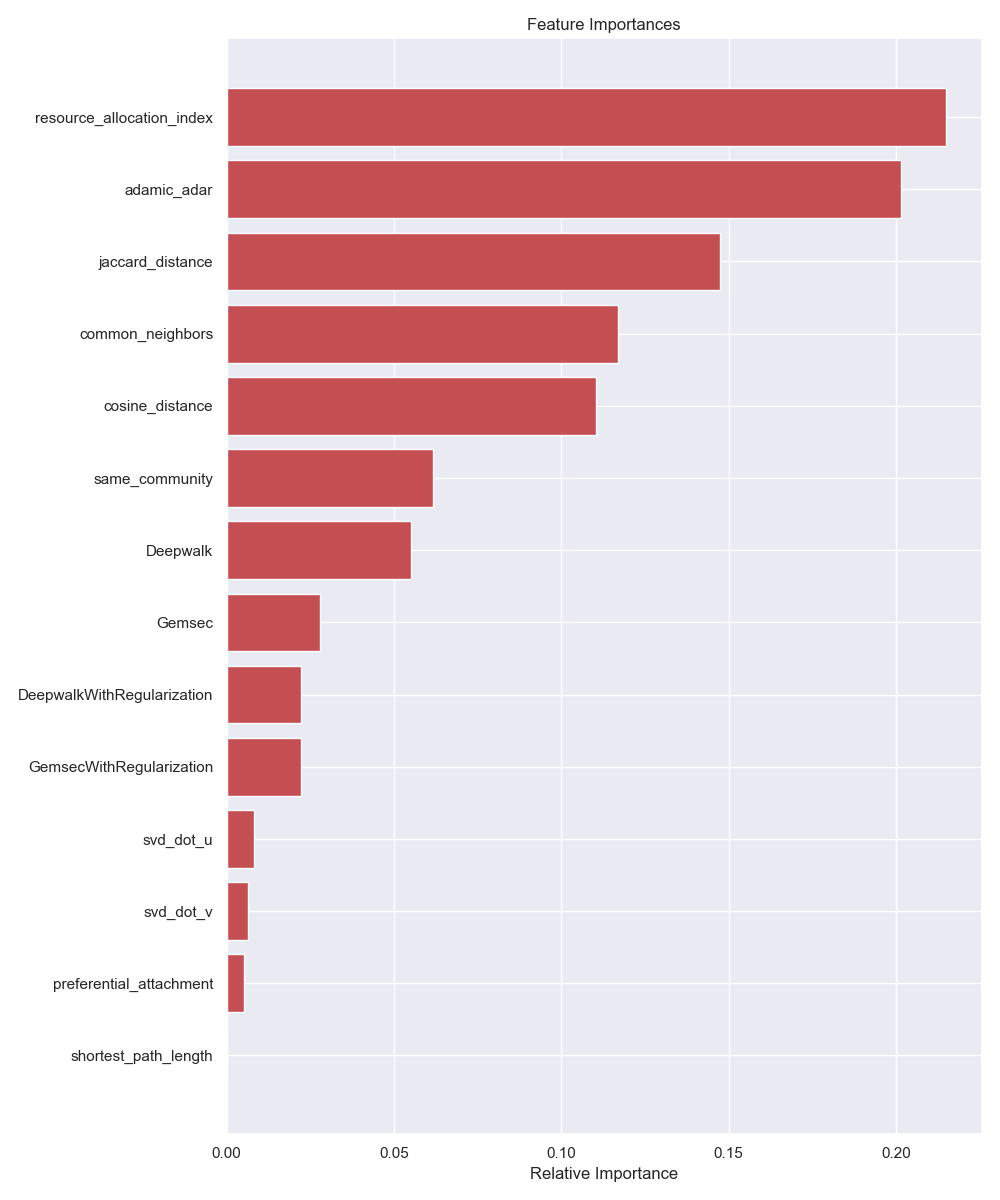 Feature Importances
resource_allocation_index
adamic_adar
jaccard_distance
common_neighbors
cosine_distance
same_community
Deepwalk
Gemsec
DeepwalkWithRegularization
GemsecWithRegularization
svd_dot_u
svd_dot_v
preferential_attachment
shortest_path_length
0.00 0.05 0.10 0.15 0.20
Relative Importance